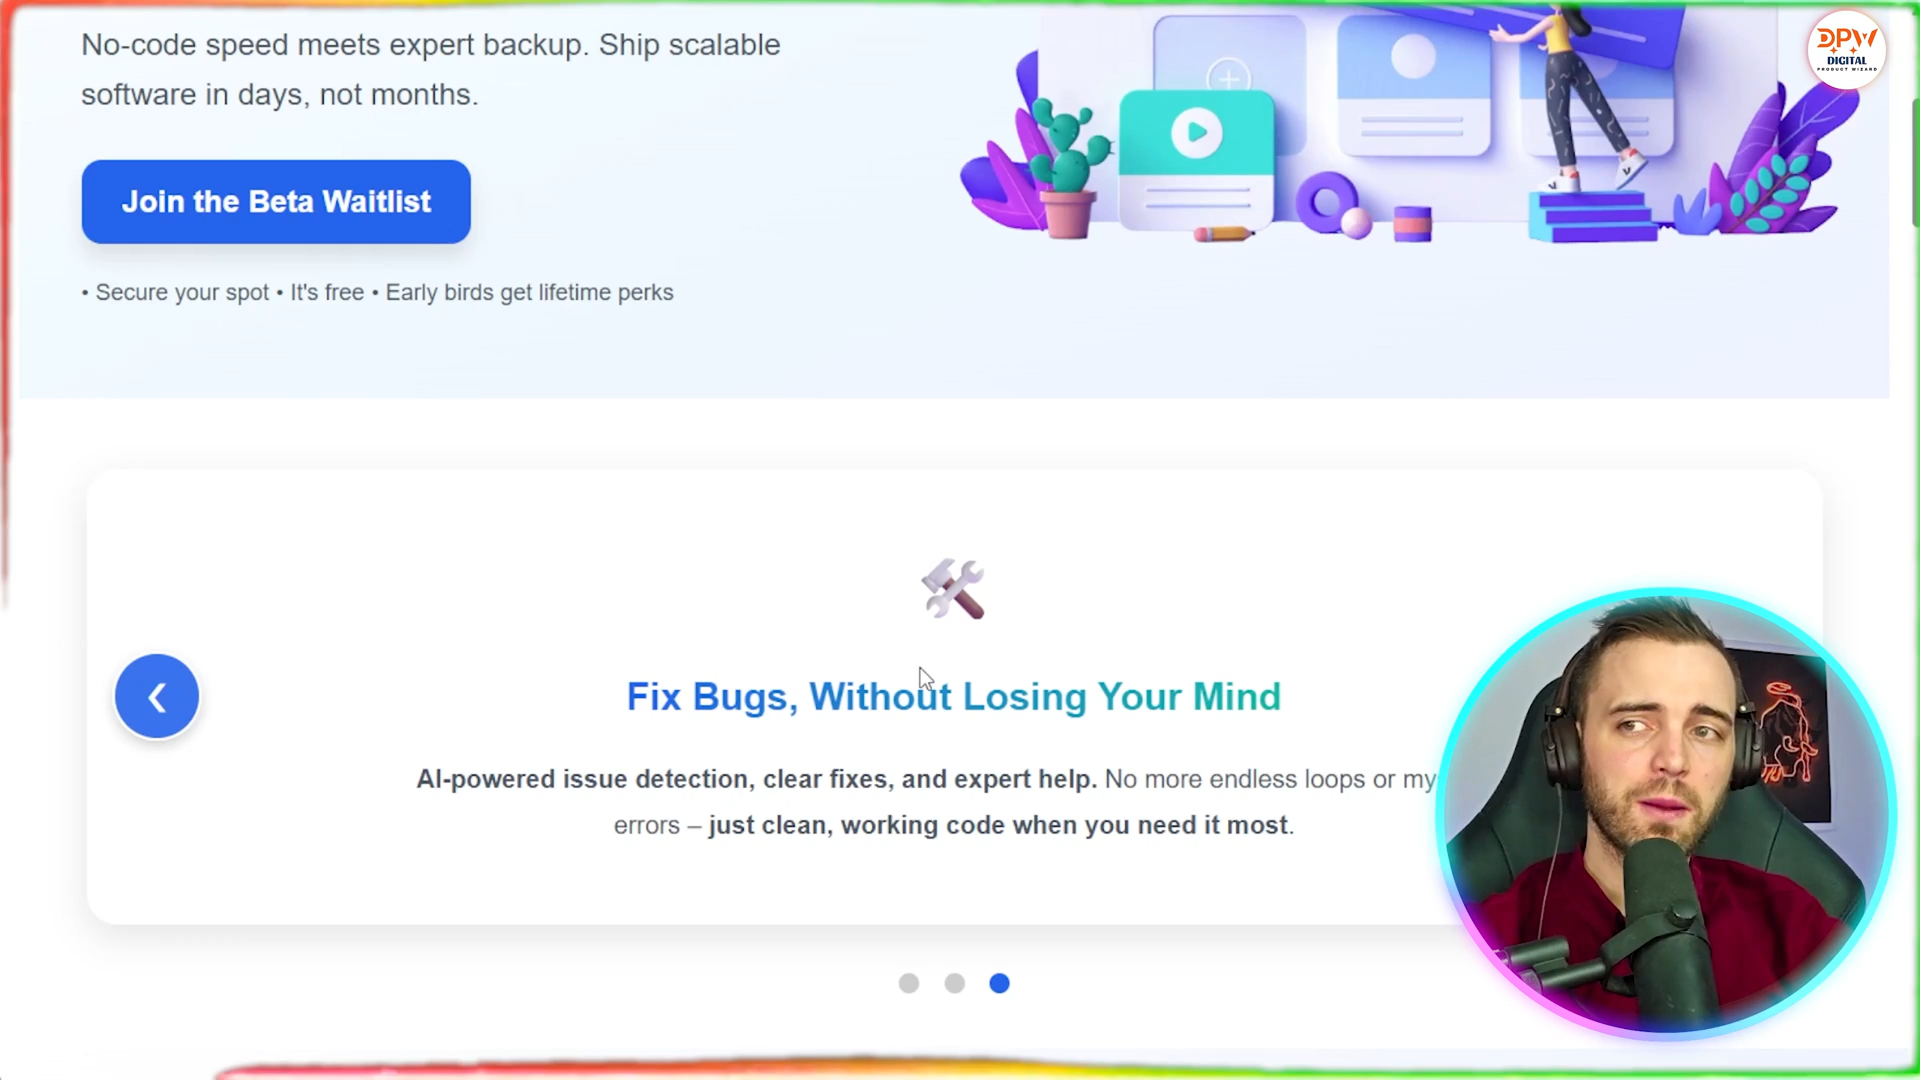 No-code speed meets expert backup. Ship scalable
software in days, not months.
DPW
DIGITAL
PRODUCT WIZARD
Join the Beta Waitlist
• Secure your spot • It's free • Early birds get lifetime perks
Fix Bugs, Without Losing Your Mind
AI-powered issue detection, clear fixes, and expert help. No more endless loops or my
errors – just clean, working code when you need it most.